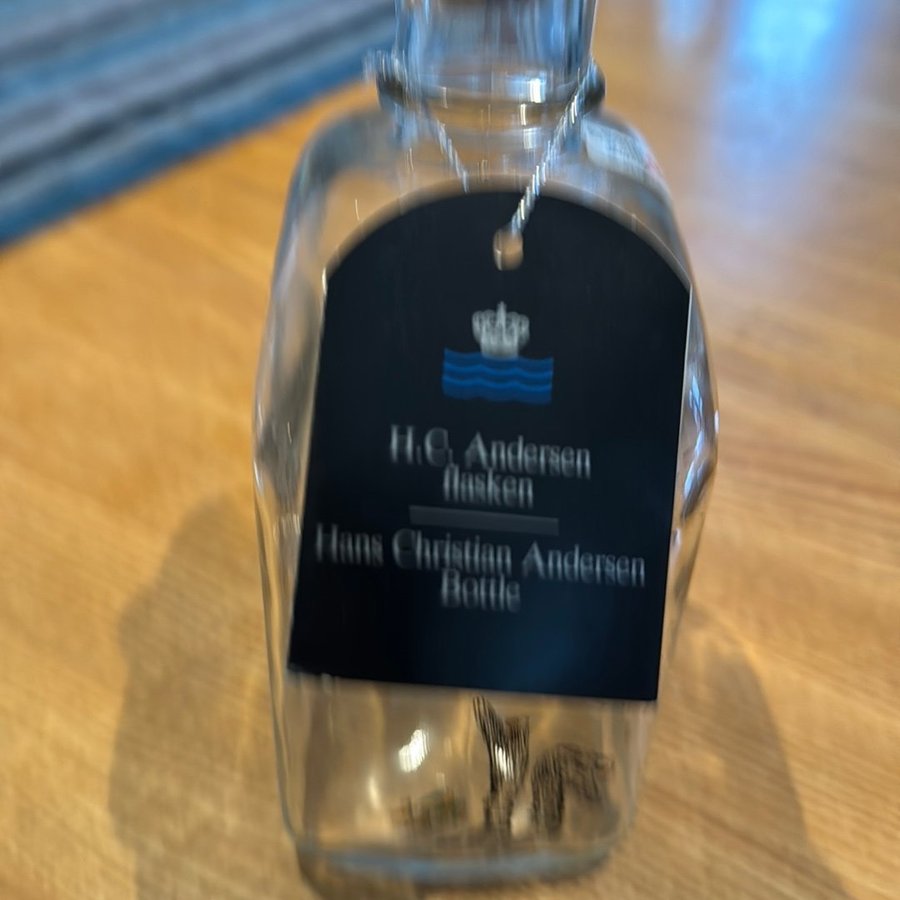 H.C. Andersen
flasken
Hans Christian Andersen
Bottle